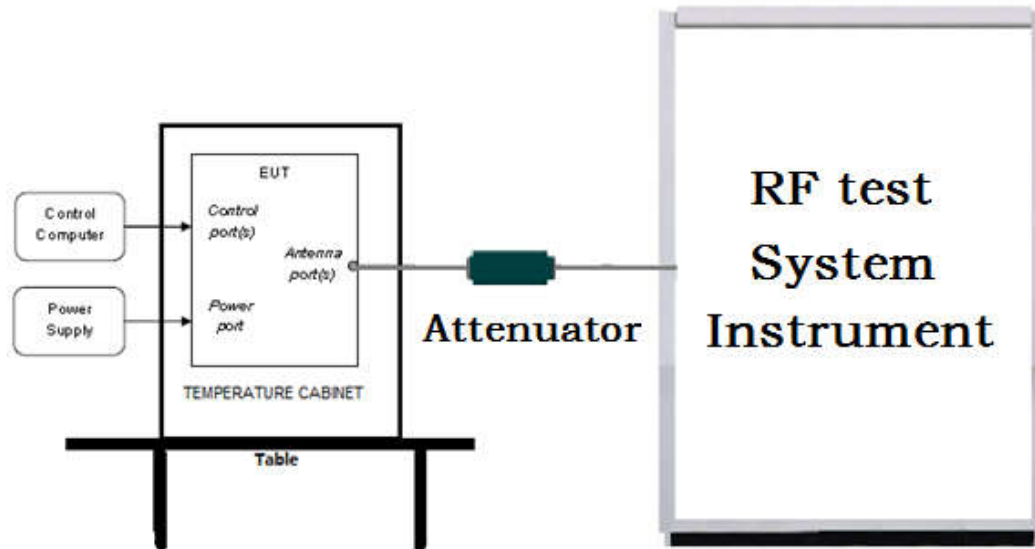 Control
Computer
Power
Supply
EUT
Control
port(s)
Antenna
port(s)
Power
port
TEMPERATURE CABINET
Table
Attenuator
RF test
System
Instrument